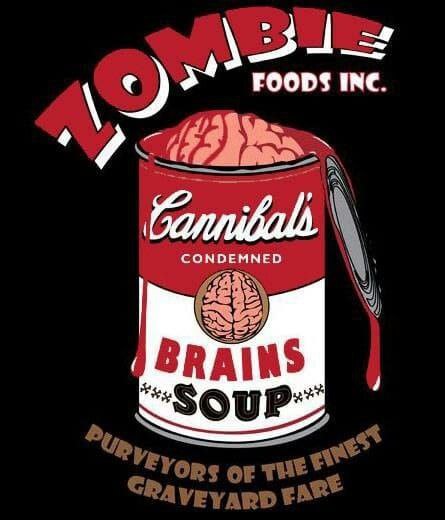 ZOMBIE
FOODS INC.
Cannibal's
CONDEMNED
BRAINS
SOUP
PURVEYORS OF THE FINEST
GRAVEYARD FARE